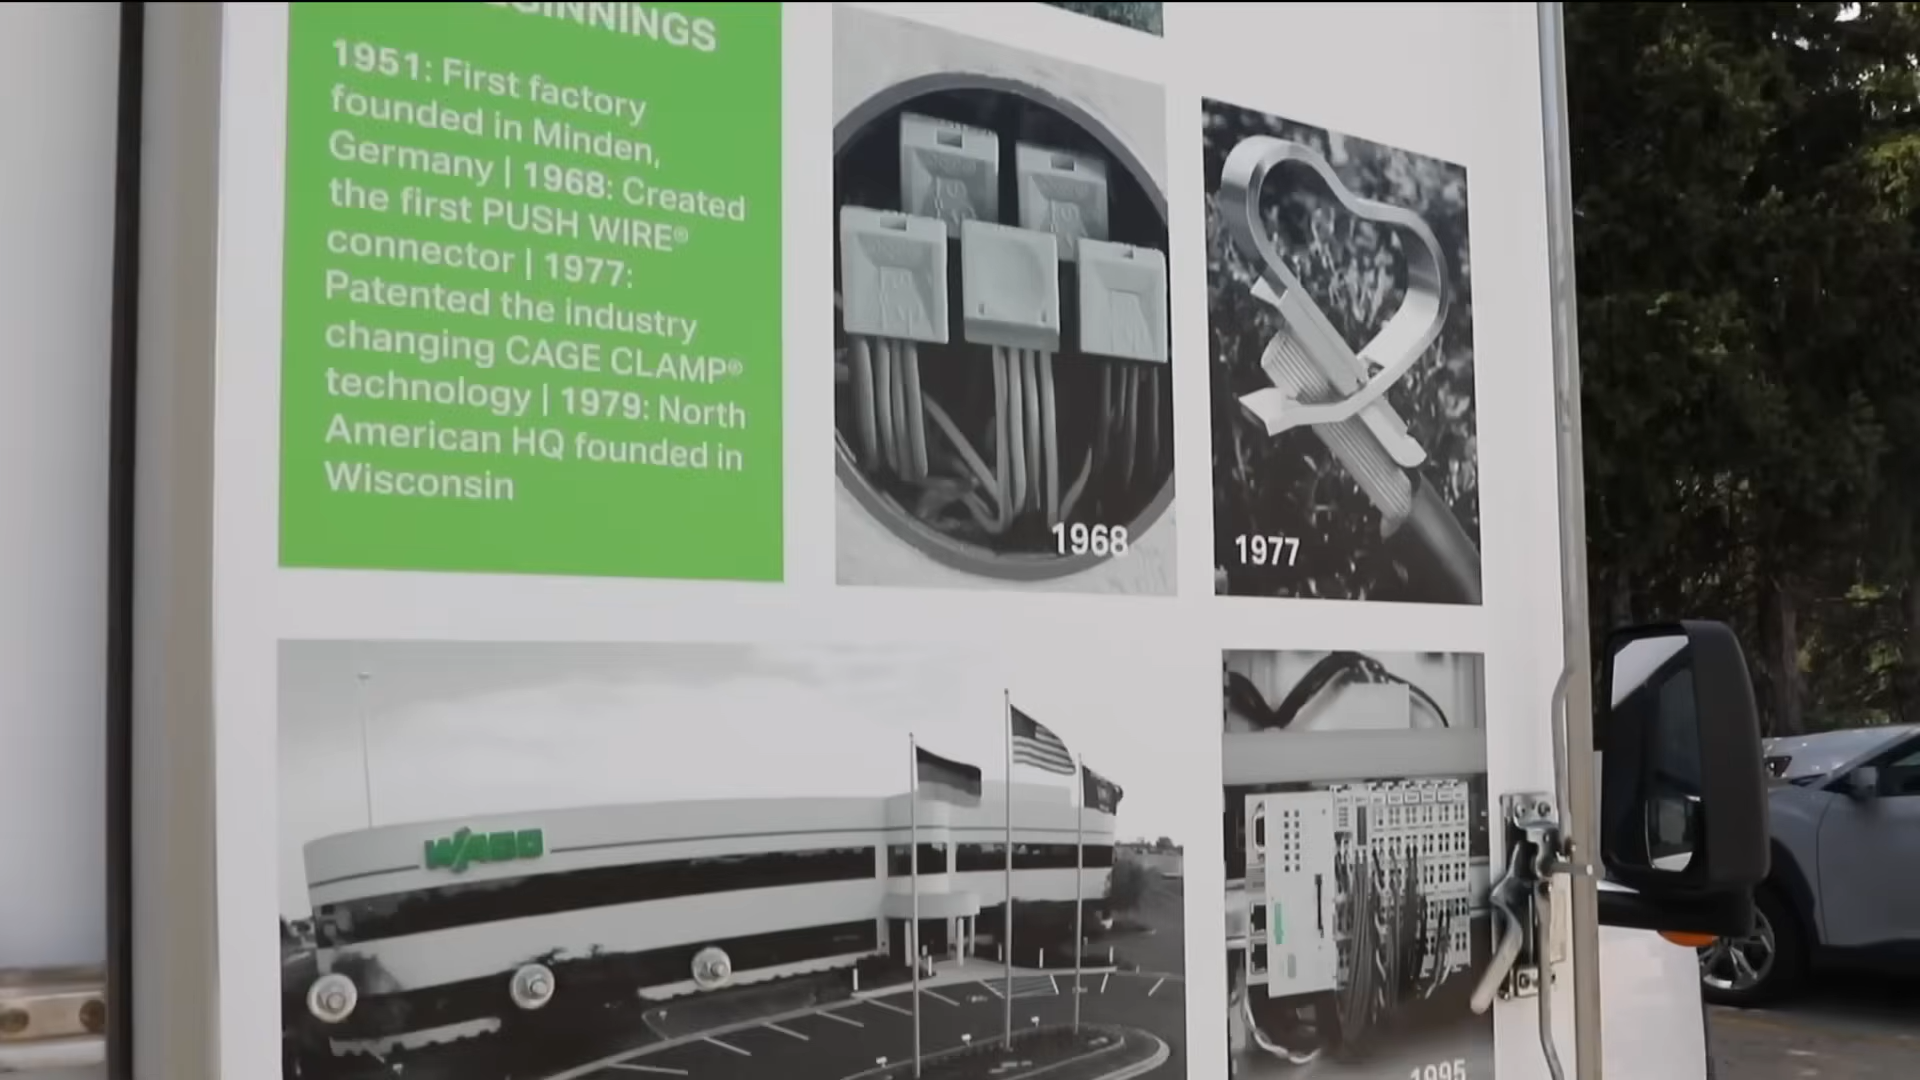 1951: First factory
founded in Minden,
Germany | 1968: Created
the first PUSH WIRE®
connector | 1977:
Patented the industry
changing CAGE CLAMP®
technology | 1979: North
American HQ founded in
Wisconsin
1968
1977
WAGO
1995